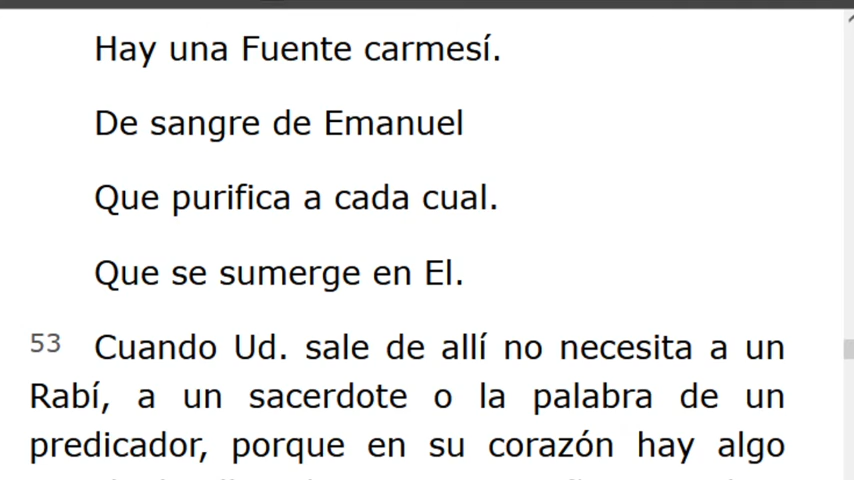 Hay una Fuente carmesí.
De sangre de Emanuel
Que purifica a cada cual.
Que se sumerge en El.
53 Cuando Ud. sale de allí no necesita a un
Rabí, a un sacerdote o la palabra de un
predicador, porque en su corazón hay algo